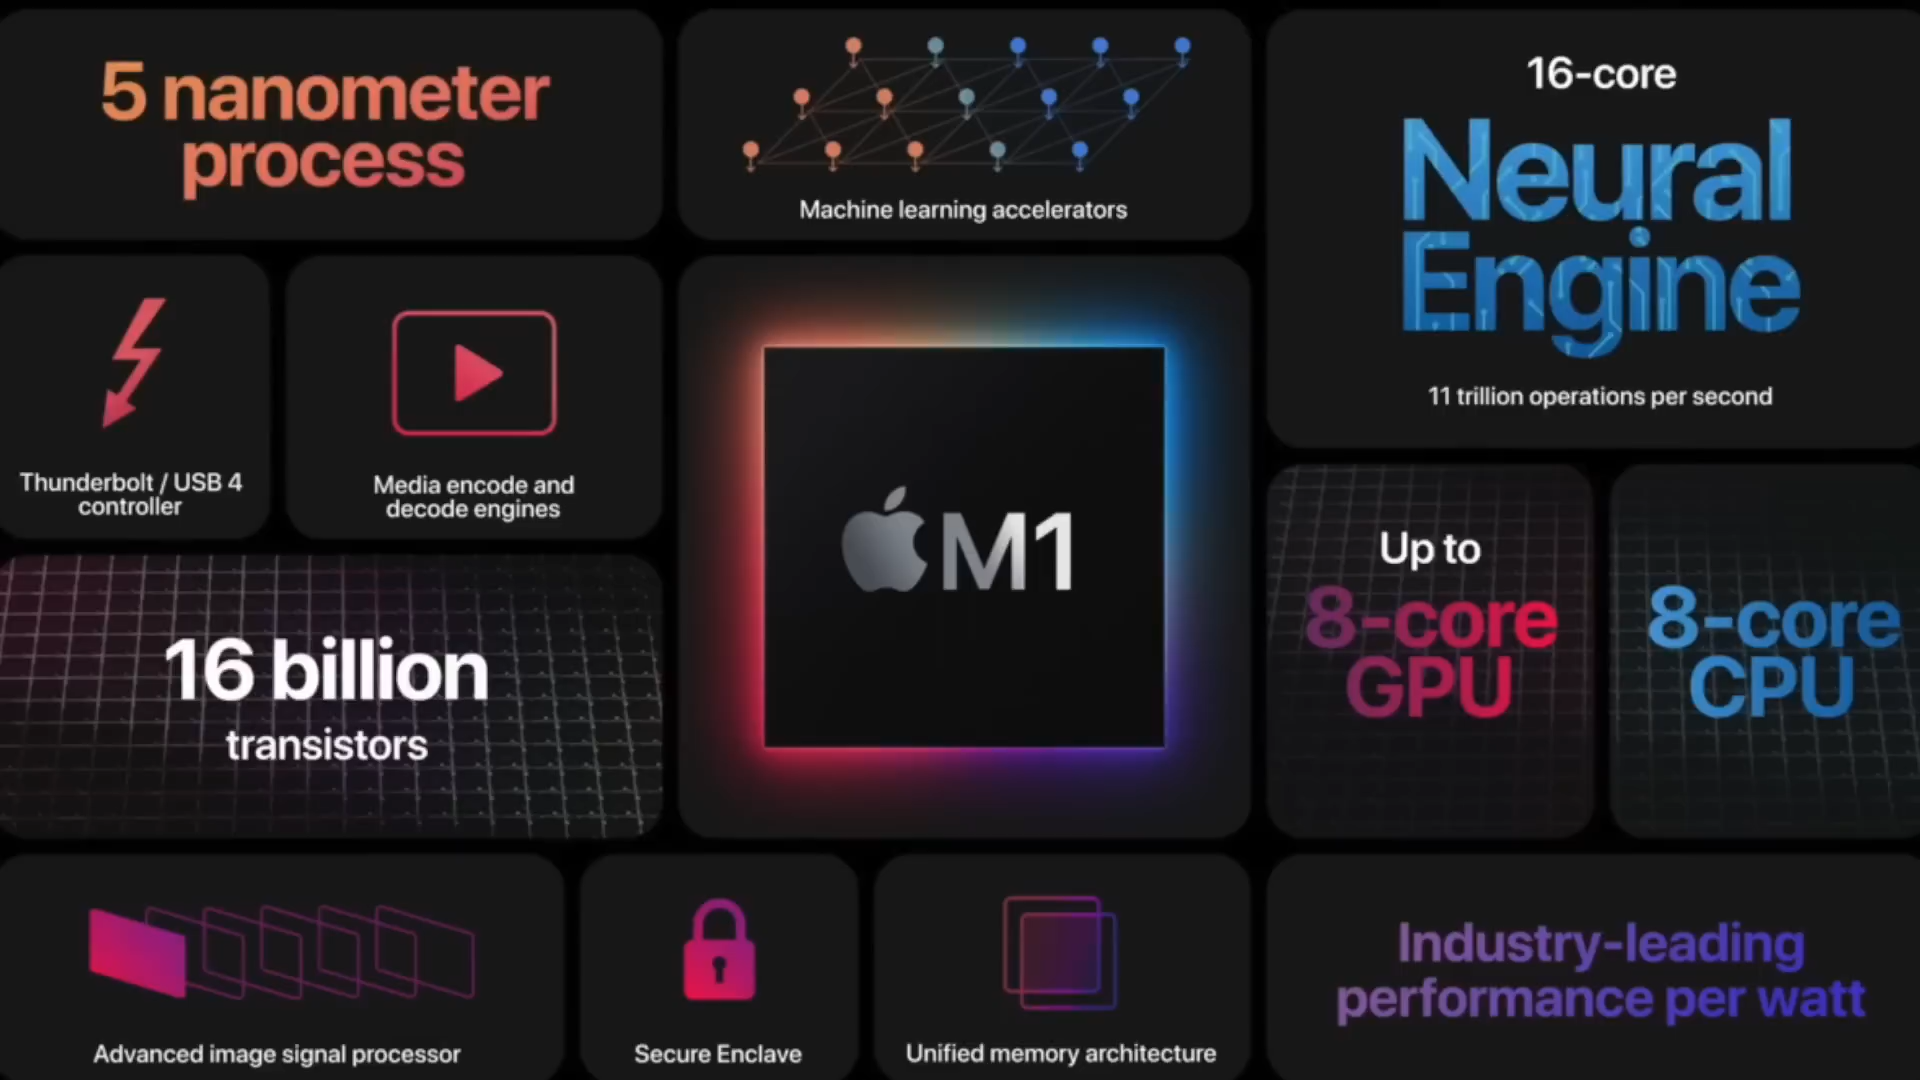 5 nanometer
process
Machine learning accelerators
16-core
Neural
Engine
11 trillion operations per second
Thunderbolt / USB 4
controller
Media encode and
decode engines
M1
Up to
8-core
GPU
8-core
CPU
16 billion
transistors
Advanced image signal processor
Secure Enclave
Unified memory architecture
Industry-leading
performance per watt